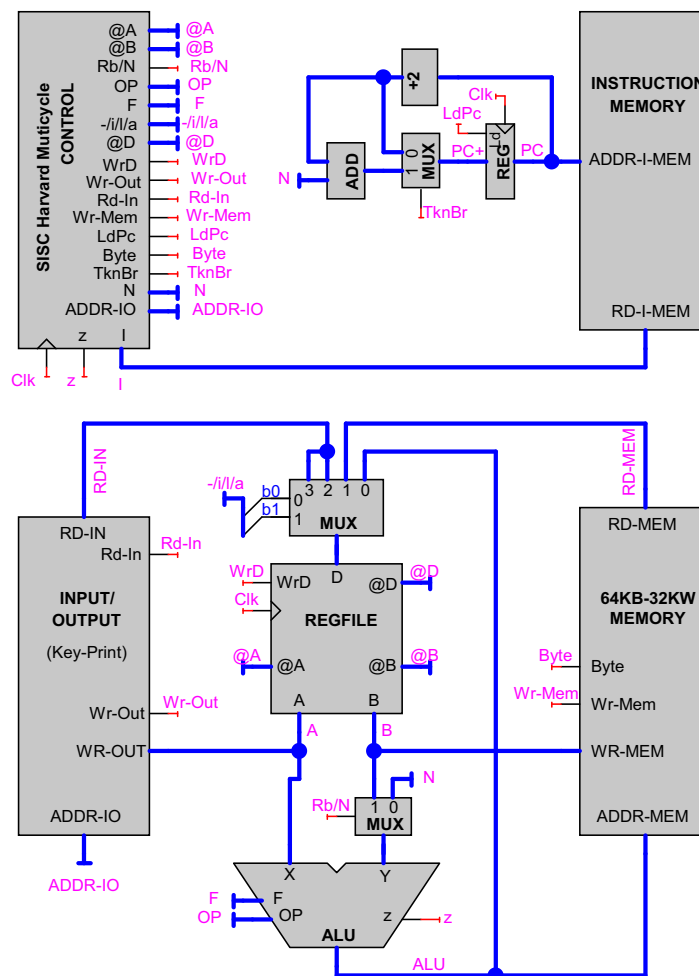 SISC Harvard Muticycle
CONTROL
@A @A
@B @B
Rb/N Rb/N
OP OP
F F
-/i/l/a -/i/l/a
@D @D
WrD WrD
Wr-Out Wr-Out
Rd-In Rd-In
Wr-Mem Wr-Mem
LdPc LdPc
Byte Byte
TknBr TknBr
N N
ADDR-IO ADDR-IO
z I
Clk z I
+2
ADD
N
0
1
MUX
TknBr
PC+
LdPc
Clk
Ld
REG
PC
INSTRUCTION
MEMORY
ADDR-I-MEM
RD-I-MEM
RD-IN
RD-MEM
-/i/l/a
b0 0
b1 1
3 2 1 0
MUX
RD-IN
Rd-In Rd-In
INPUT/
OUTPUT
(Key-Print)
Wr-Out Wr-Out
WR-OUT
ADDR-IO
ADDR-IO
D
WrD WrD
Clk
@D @D
REGFILE
@A @A
@B @B
A B
A B
RD-MEM
64KB-32KW
MEMORY
Byte Byte
Wr-Mem Wr-Mem
WR-MEM
ADDR-MEM
N
Rb/N
1 0
MUX
X Y
F F
OP OP
z z
ALU
ALU